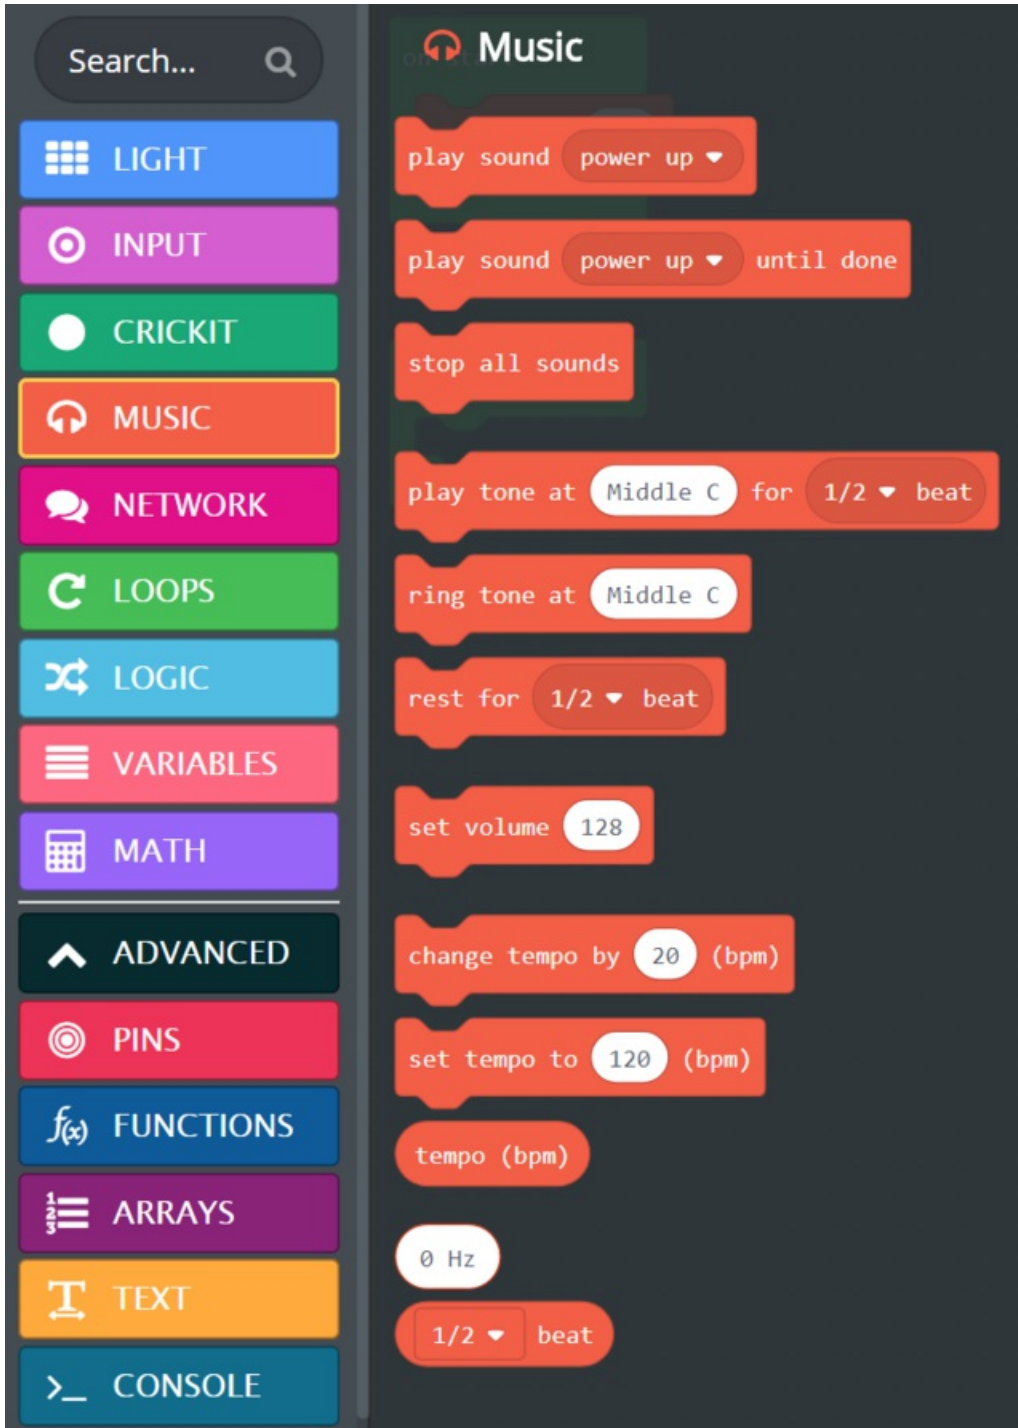 Search...
LIGHT
INPUT
CRICKIT
MUSIC
NETWORK
LOOPS
LOGIC
VARIABLES
MATH
ADVANCED
PINS
FUNCTIONS
ARRAYS
TEXT
CONSOLE
Music
play sound power up
play sound power up until done
stop all sounds
play tone at Middle C for 1/2 beat
ring tone at Middle C
rest for 1/2 beat
set volume 128
change tempo by 20 (bpm)
set tempo to 120 (bpm)
tempo (bpm)
0 Hz
1/2 beat